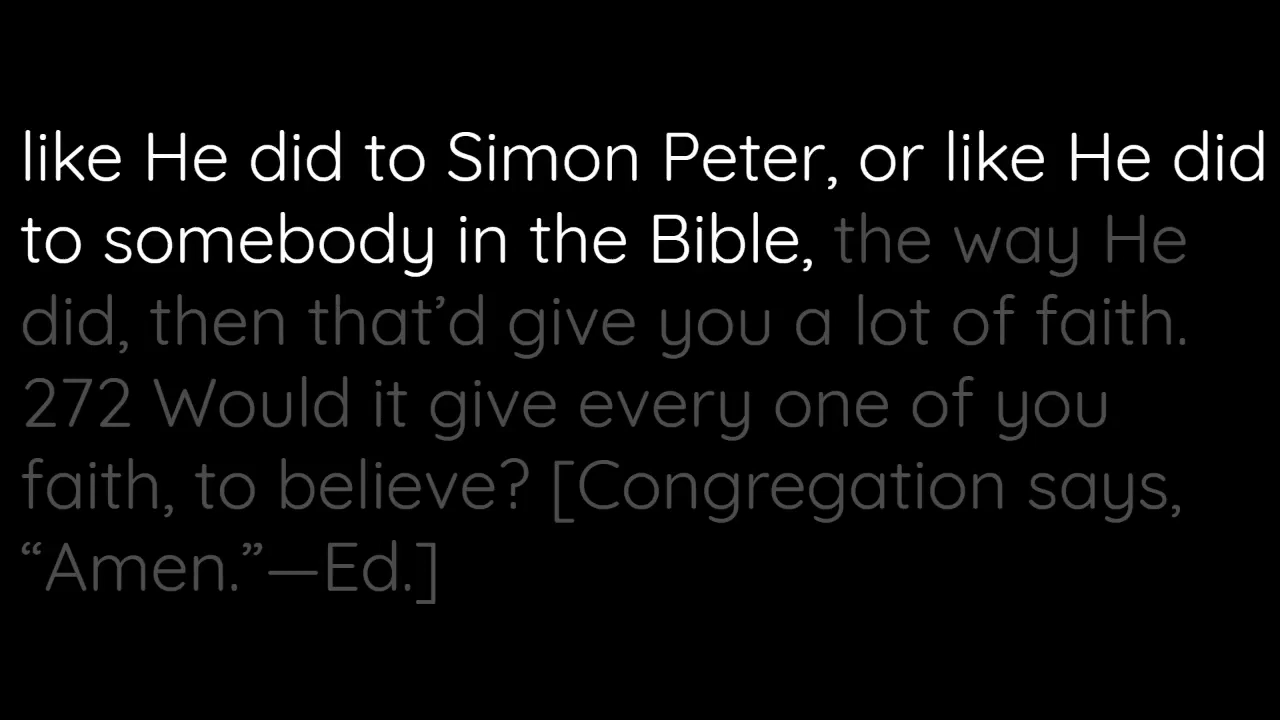 like He did to Simon Peter, or like He did
to somebody in the Bible, the way He
did, then that’d give you a lot of faith.
272 Would it give every one of you
faith, to believe? [Congregation says,
“Amen.”—Ed.]